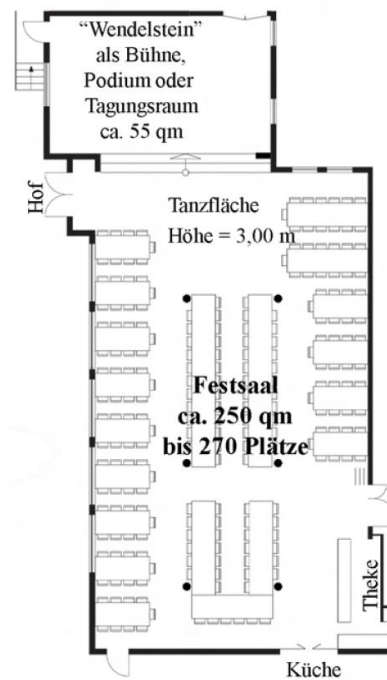 “Wendelstein”
als Bühne,
Podium oder
Tagungsraum
ca. 55 qm
Hof
Tanzfläche
Höhe = 3,00 m
Festsaal
ca. 250 qm
bis 270 Plätze
Theke
Küche